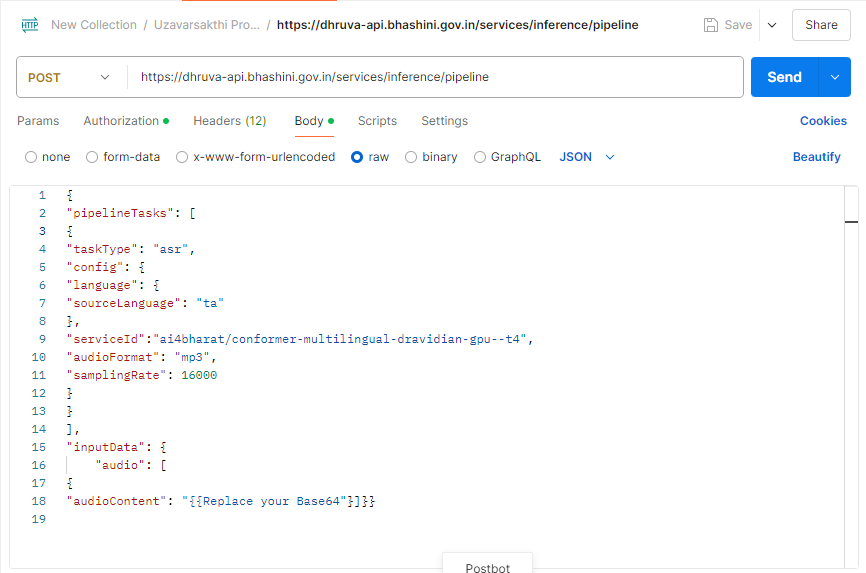 HTTP New Collection / Uzavarsakthi Pro... / https://dhruva-api.bhashini.gov.in/services/inference/pipeline Save Share
POST https://dhruva-api.bhashini.gov.in/services/inference/pipeline Send
Params Authorization Headers (12) Body Scripts Settings Cookies
none form-data x-www-form-urlencoded raw binary GraphQL JSON Beautify
1 {
2 "pipelineTasks": [
3 {
4 "taskType": "asr",
5 "config": {
6 "language": {
7 "sourceLanguage": "ta"
8 },
9 "serviceId":"ai4bharat/conformer-multilingual-dravidian-gpu--t4",
10 "audioFormat": "mp3",
11 "samplingRate": 16000
12 }
13 }
14 ],
15 "inputData": {
16 "audio": [
17 {
18 "audioContent": "{{Replace your Base64"}]}}
19
Postbot